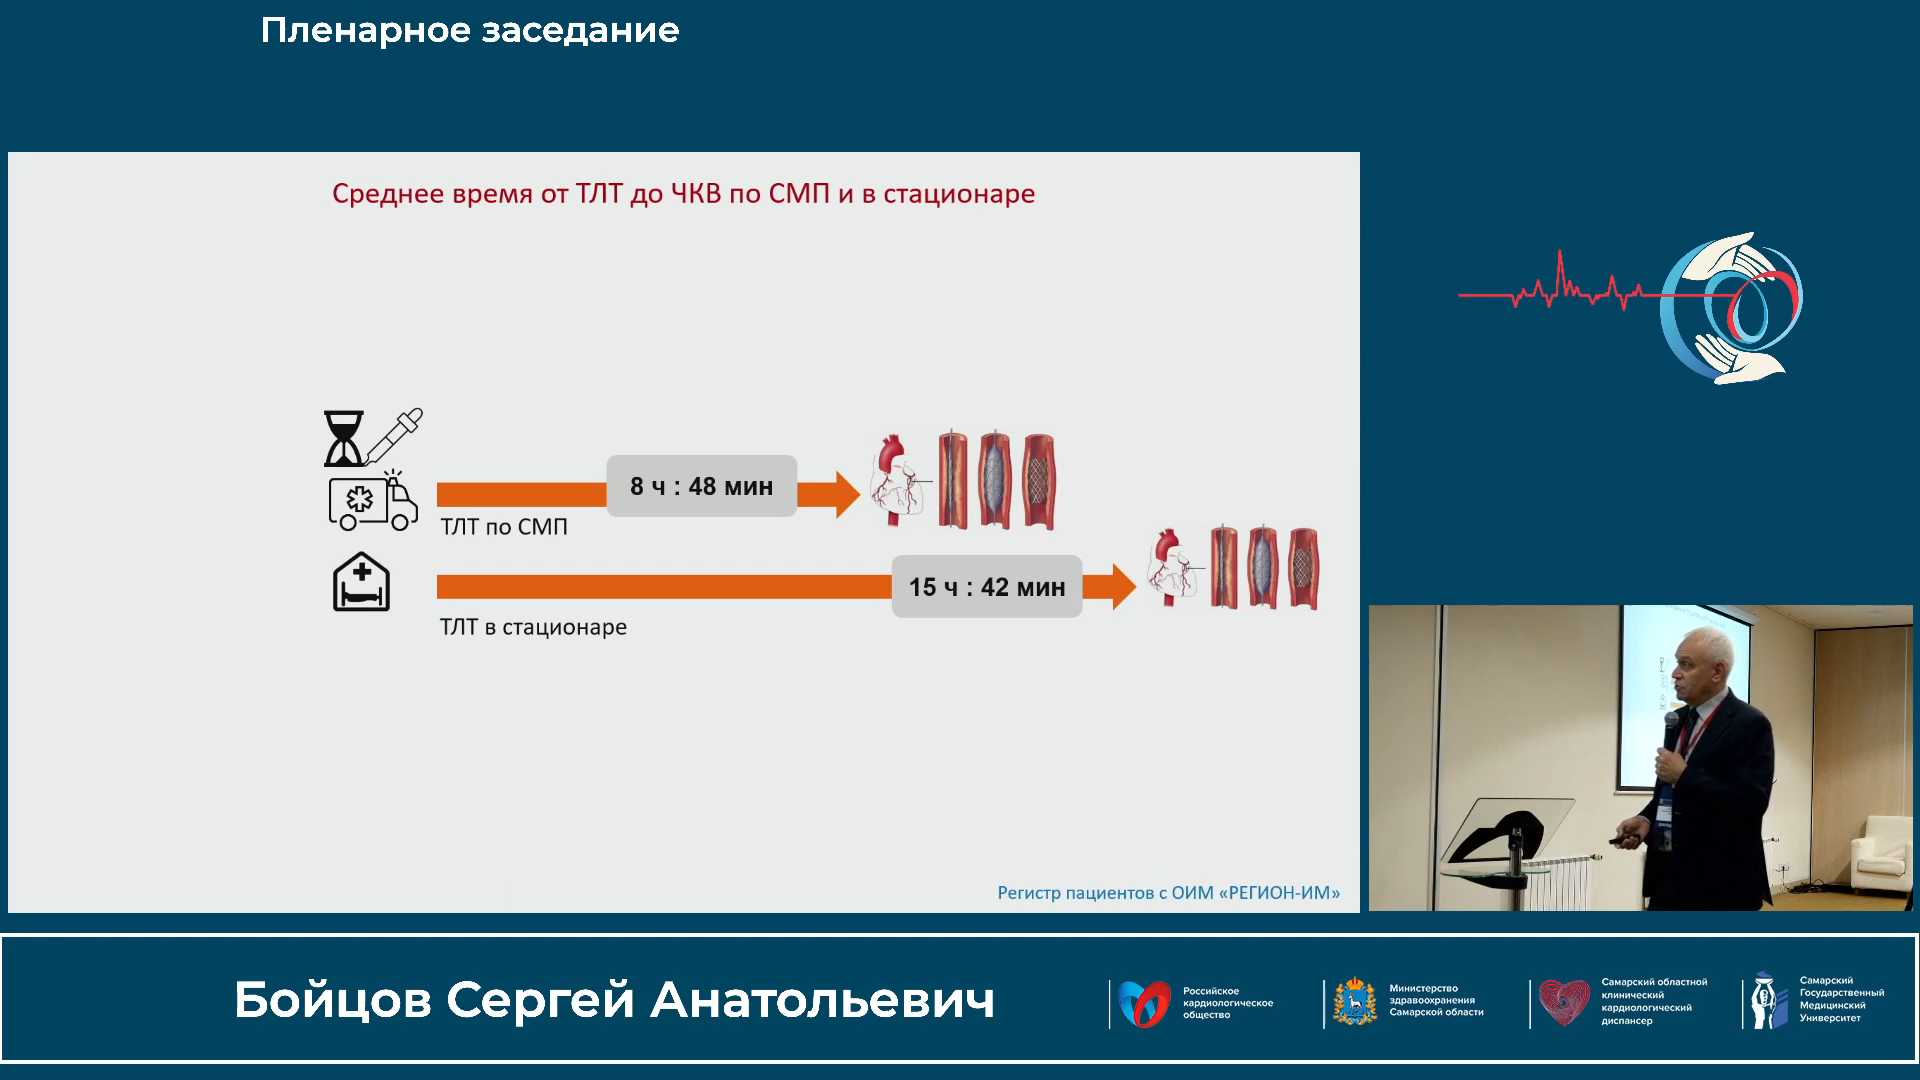 Пленарное заседание
Среднее время от ТЛТ до ЧКВ по СМП и в стационаре
8 ч : 48 мин
ТЛТ по СМП
15 ч : 42 мин
ТЛТ в стационаре
Регистр пациентов с ОИМ «РЕГИОН-ИМ»
Бойцов Сергей Анатольевич
Российское
кардиологическое
общество
Министерство
здравоохранения
Самарской области
Самарский областной
клинический
кардиологический
диспансер
Самарский
Государственный
Медицинский
Университет